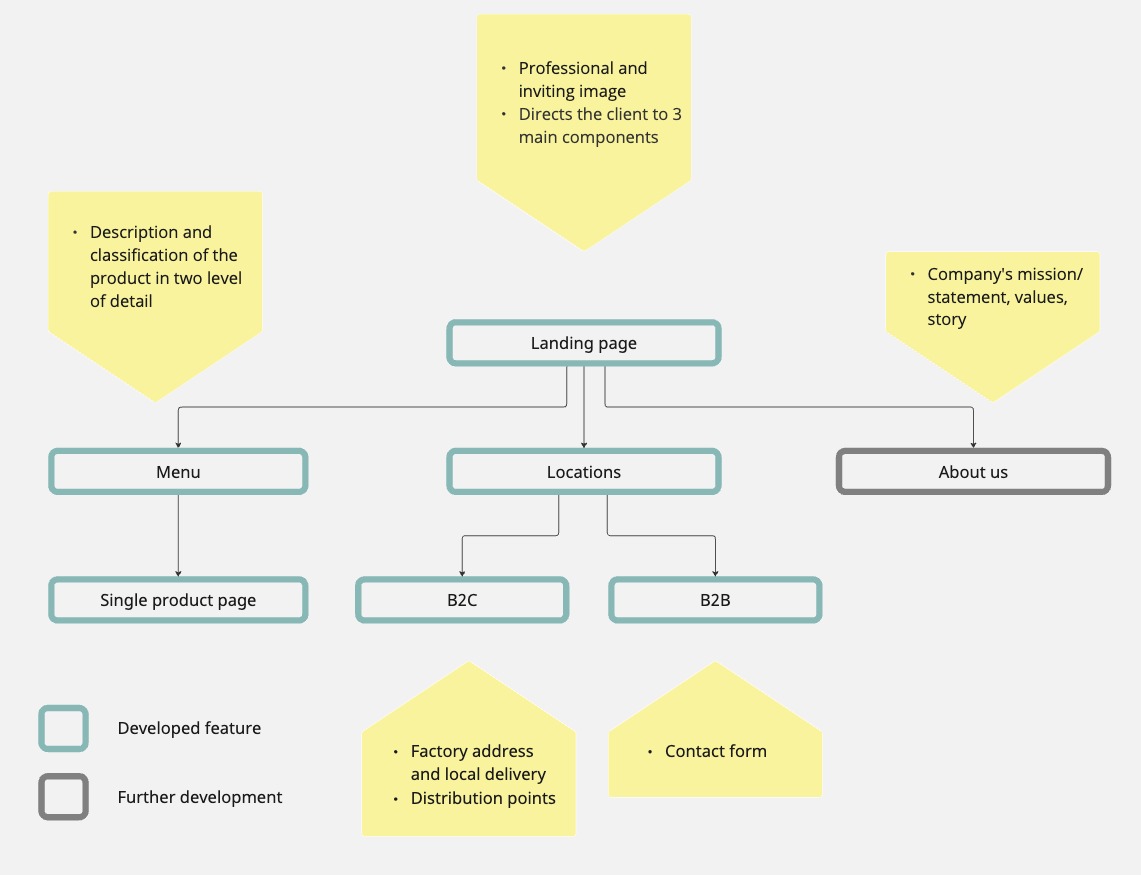 • Professional and
inviting image
• Directs the client to 3
main components
• Description and
classification of the
product in two level
of detail
• Company's mission/
statement, values,
story
Landing page
Menu
Locations
About us
Single product page
B2C
B2B
Developed feature
Further development
• Factory address
and local delivery
• Distribution points
• Contact form